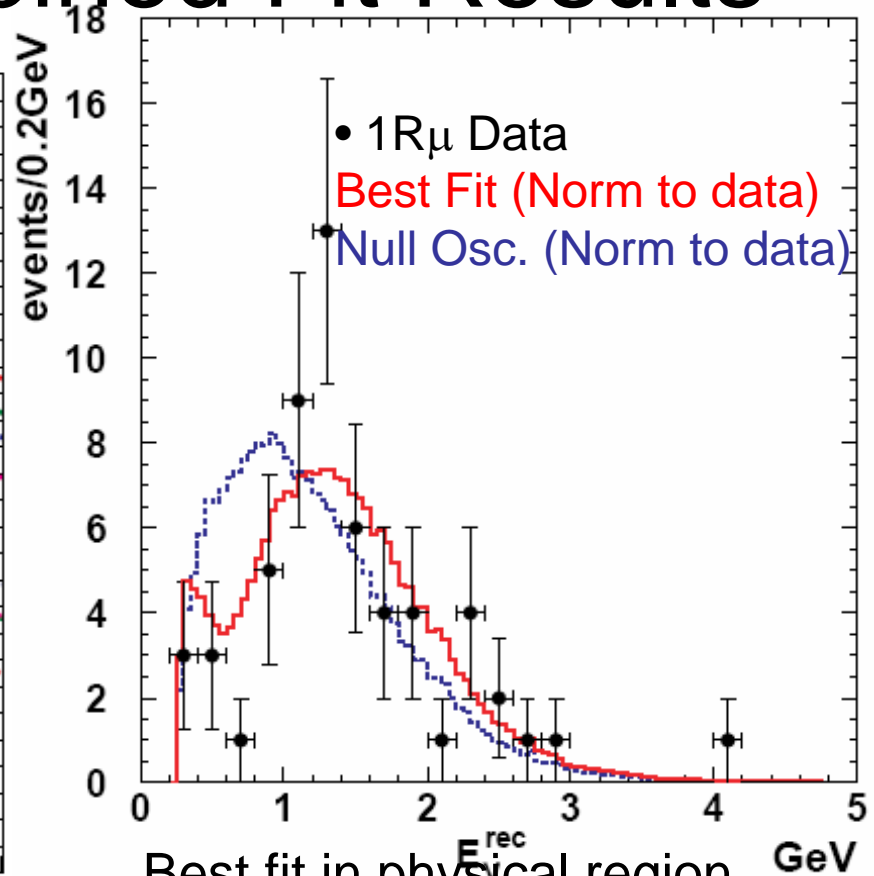 Fit Results
events/0.2GeV
18
16
14
12
10
8
6
4
2
0
• 1Rμ Data
Best Fit (Norm to data)
Null Osc. (Norm to data)
0 1 2 3 4 5
E rec GeV
Best fit in physical region